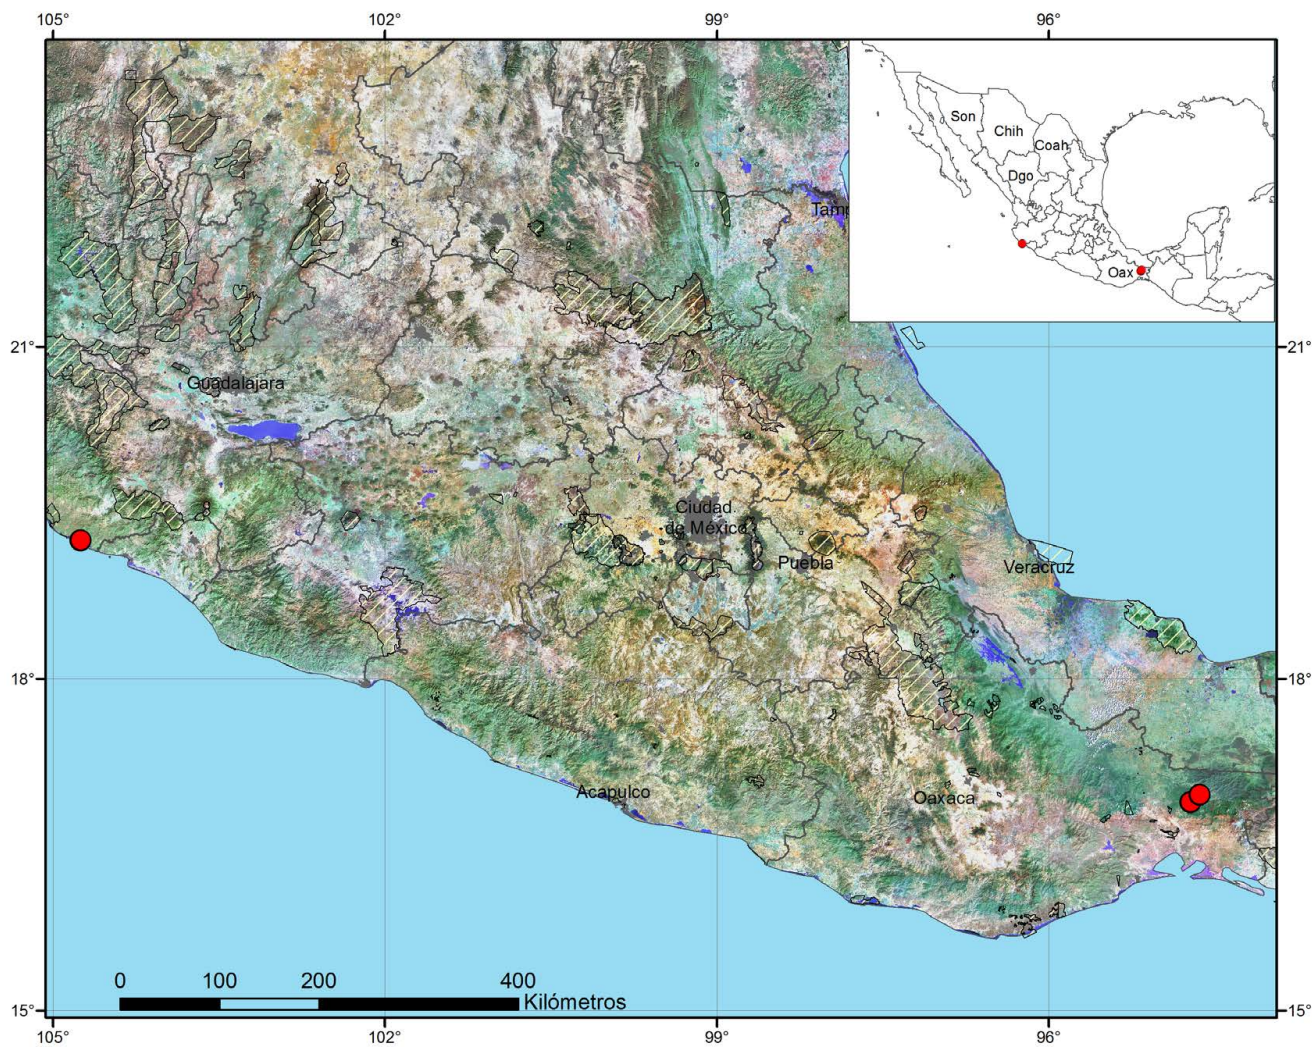 105°
102°
99°
96°
Son
Chih
Coah
Dgo
Oax
Tam
21°
21°
Guadalajara
Ciudad
de México
Puebla
Veracruz
18°
18°
Acapulco
Oaxaca
0 100 200 400
Kilómetros
15°
15°
105°
102°
99°
96°